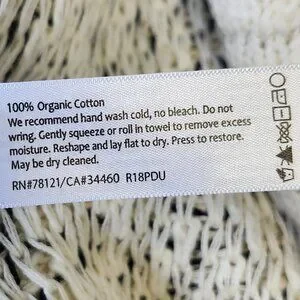 100% Organic Cotton
We recommend hand wash cold, no bleach. Do not
wring. Gently squeeze or roll in towel to remove excess
moisture. Reshape and lay flat to dry. Press to restore.
May be dry cleaned.
RN#78121/CA#34460 R18PDU